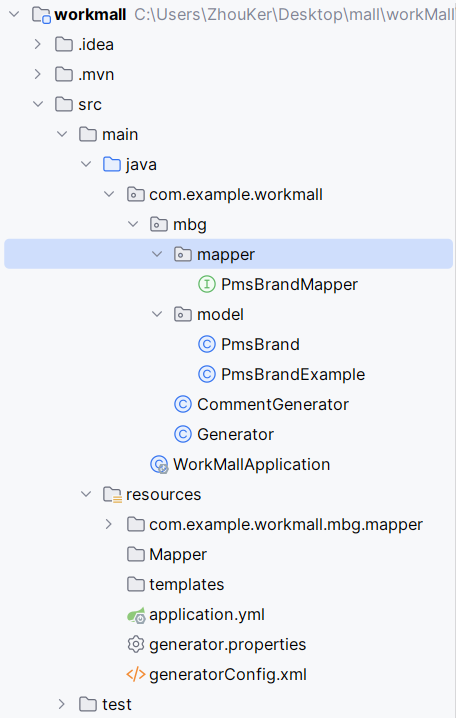 workmall C:\Users\ZhouKer\Desktop\mall\workMall
.idea
.mvn
src
main
java
com.example.workmall
mbg
mapper
PmsBrandMapper
model
PmsBrand
PmsBrandExample
CommentGenerator
Generator
WorkMallApplication
resources
com.example.workmall.mbg.mapper
Mapper
templates
application.yml
generator.properties
generatorConfig.xml
test